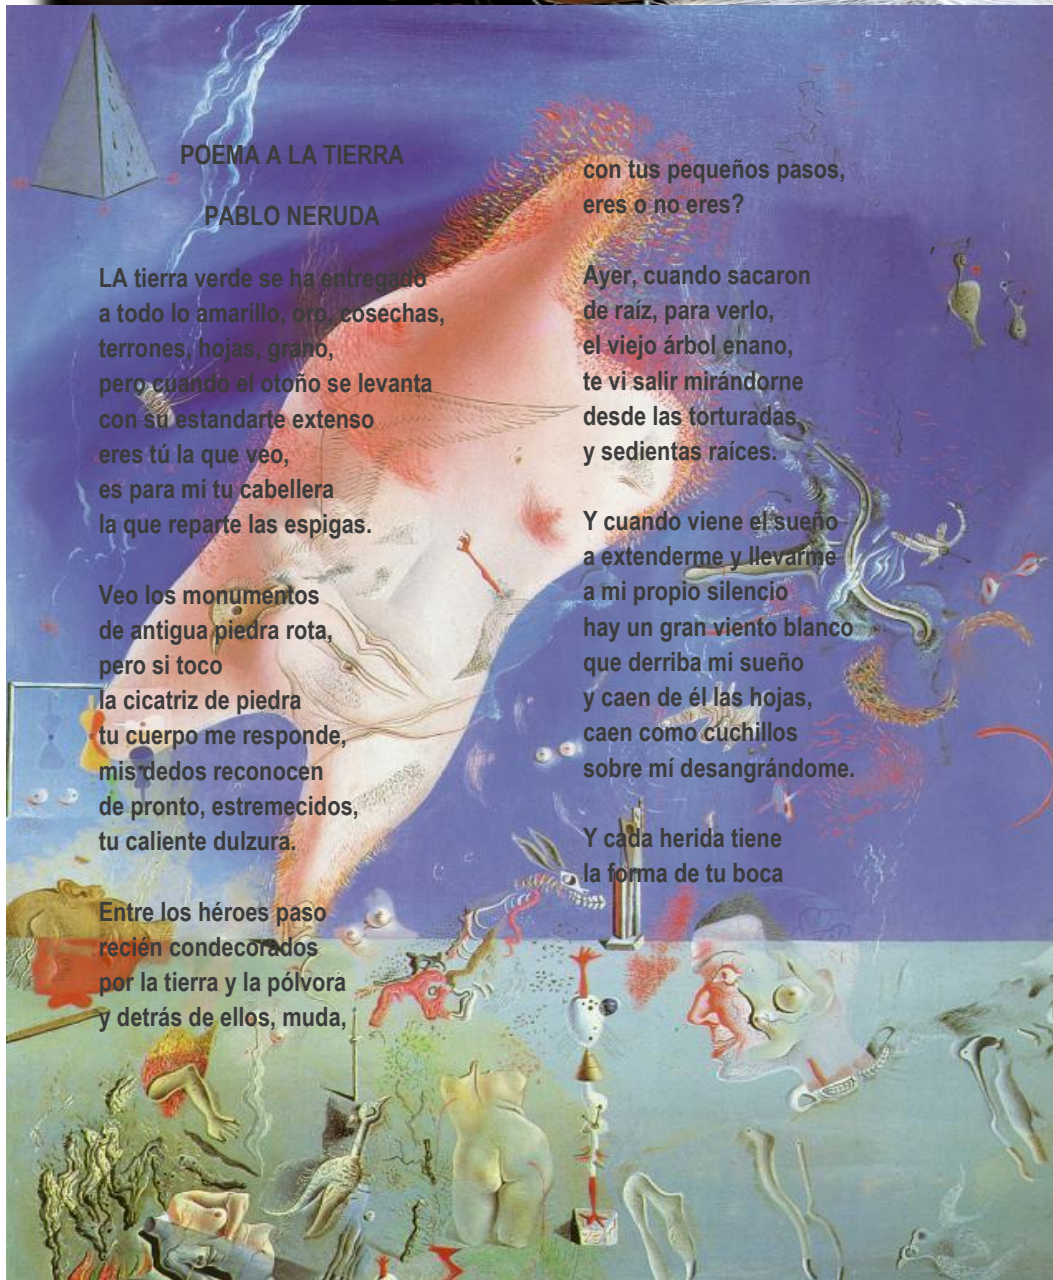 POEMA A LA TIERRA
PABLO NERUDA
LA tierra verde se ha entregado
a todo lo amarillo, oro, cosechas,
terrones, hojas, grano,
pero cuando el otoño se levanta
con su estandarte extenso
eres tú la que veo,
es para mi tu cabellera
la que reparte las espigas.
Veo los monumentos
de antigua piedra rota,
pero si toco
la cicatriz de piedra
tu cuerpo me responde,
mis dedos reconocen
de pronto, estremecidos,
tu caliente dulzura.
Entre los héroes paso
recién condecorados
por la tierra y la pólvora
y detrás de ellos, muda,
con tus pequeños pasos,
eres o no eres?
Ayer, cuando sacaron
de raíz, para verlo,
el viejo árbol enano,
te vi salir mirándorne
desde las torturadas
y sedientas raíces.
Y cuando viene el sueño
a extenderme y llevarme
a mi propio silencio
hay un gran viento blanco
que derriba mi sueño
y caen de él las hojas,
caen como cuchillos
sobre mí desangrándome.
Y cada herida tiene
la forma de tu boca